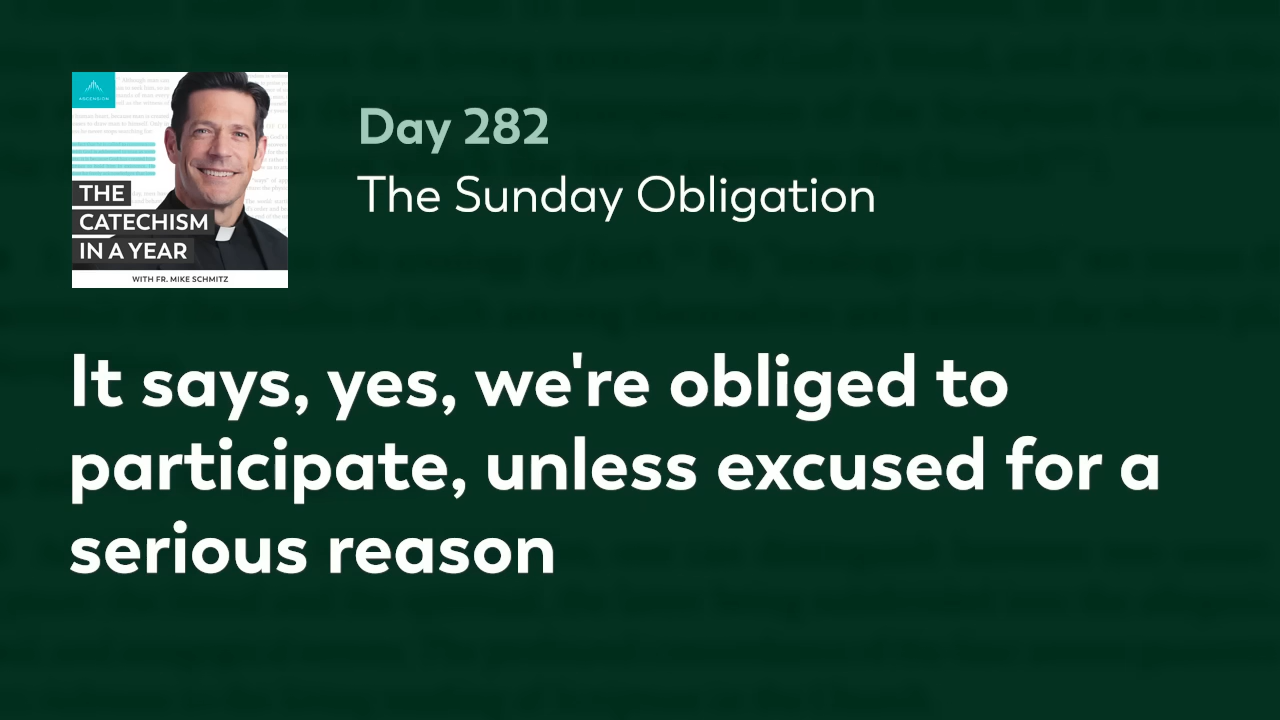 ASCENSION
THE
CATECHISM
IN A YEAR
WITH FR. MIKE SCHMITZ
Day 282
The Sunday Obligation
It says, yes, we're obliged to
participate, unless excused for a
serious reason